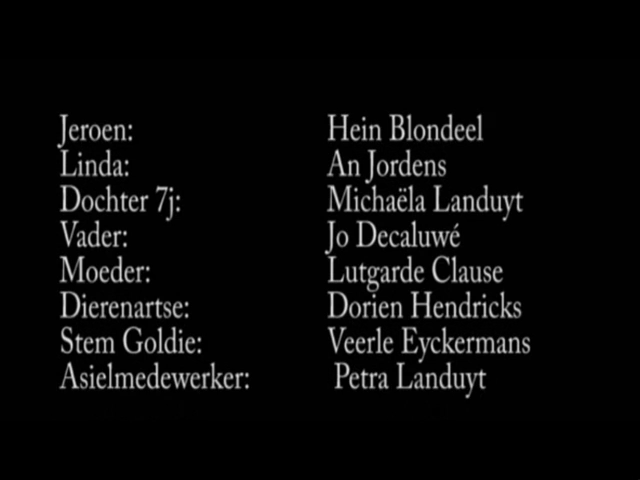 Jeroen: Hein Blondeel
Linda: An Jordens
Dochter 7j: Michaëla Landuyt
Vader: Jo Decaluwé
Moeder: Lutgarde Clause
Dierenartse: Dorien Hendricks
Stem Goldie: Veerle Eyckermans
Asielmedewerker: Petra Landuyt